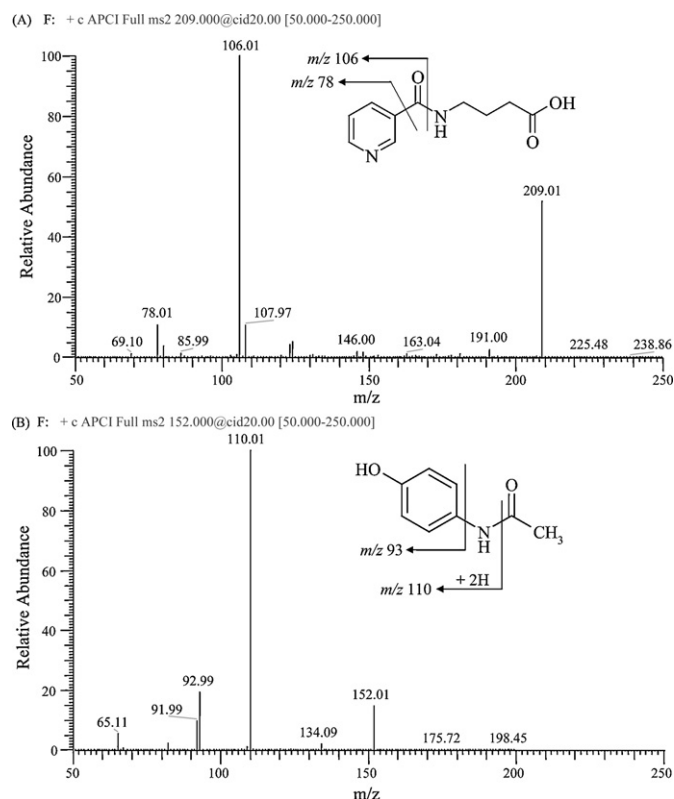 (A) F: + c APCI Full ms2 209.000@cid20.00 [50.000-250.000]
Relative Abundance
100
80
60
40
20
0
106.01
m/z 106
m/z 78
O
N
N
H
O
OH
209.01
78.01
107.97
69.10
85.99
146.00
163.04
191.00
225.48
238.86
50
100
150
200
250
m/z
(B) F: + c APCI Full ms2 152.000@cid20.00 [50.000-250.000]
Relative Abundance
100
80
60
40
20
0
110.01
HO
O
N
H
CH3
m/z 93
m/z 110
+ 2H
92.99
91.99
65.11
152.01
134.09
175.72
198.45
50
100
150
200
250
m/z